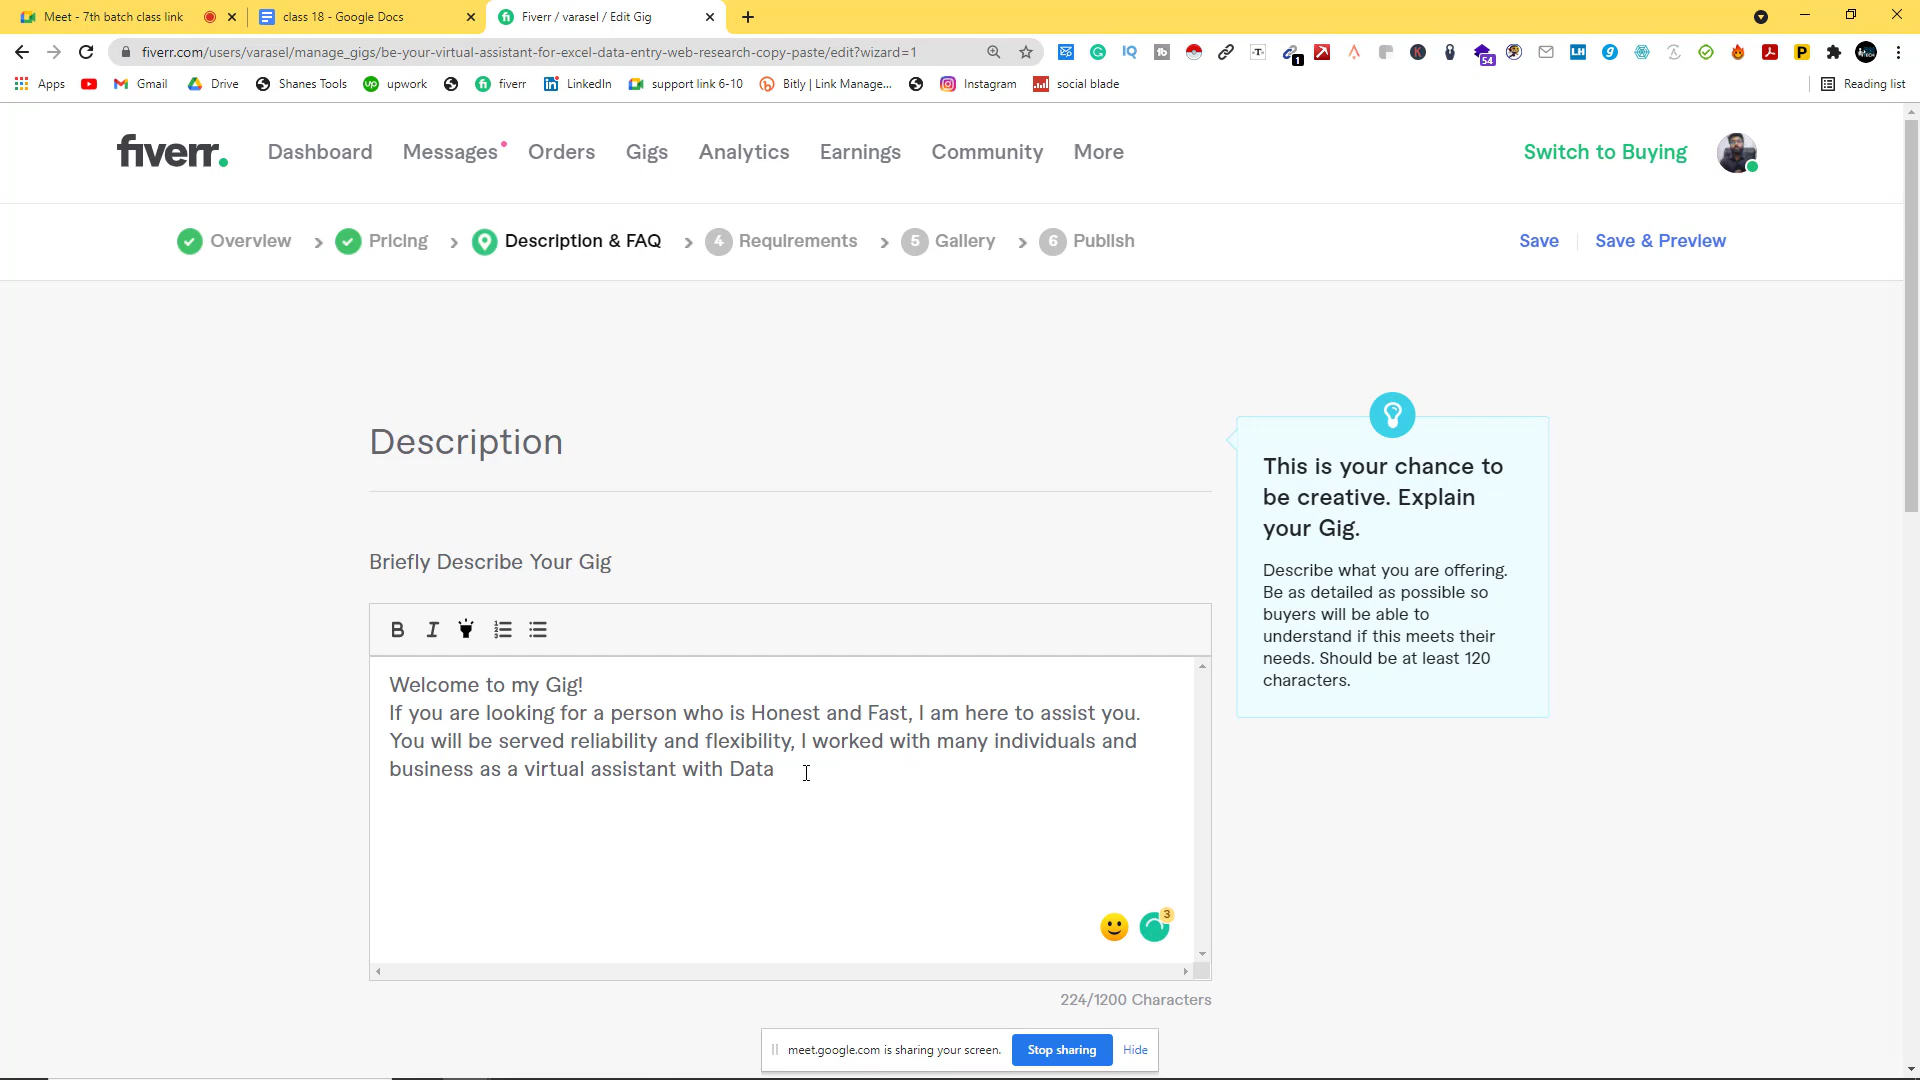 Meet - 7th batch class link
class 18 - Google Docs
Fiverr / varasel / Edit Gig
fiverr.com/users/varasel/manage_gigs/be-your-virtual-assistant-for-excel-data-entry-web-research-copy-paste/edit?wizard=1
Apps
Gmail
Drive
Shanes Tools
upwork
fiverr
LinkedIn
support link 6-10
Bitly | Link Manage...
Instagram
social blade
Reading list
fiverr.
Dashboard
Messages
Orders
Gigs
Analytics
Earnings
Community
More
Switch to Buying
Overview
Pricing
Description & FAQ
4 Requirements
5 Gallery
6 Publish
Save
Save & Preview
Description
Briefly Describe Your Gig
B I
Welcome to my Gig!
If you are looking for a person who is Honest and Fast, I am here to assist you.
You will be served reliability and flexibility, I worked with many individuals and
business as a virtual assistant with Data
3
224/1200 Characters
This is your chance to
be creative. Explain
your Gig.
Describe what you are offering.
Be as detailed as possible so
buyers will be able to
understand if this meets their
needs. Should be at least 120
characters.
meet.google.com is sharing your screen.
Stop sharing
Hide